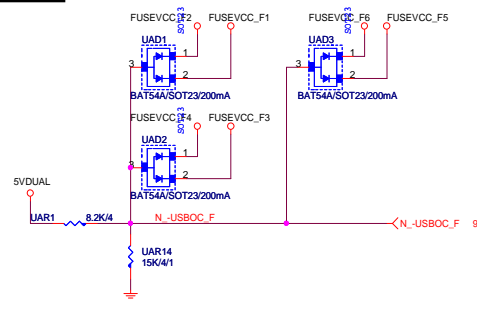 FUSEVCC_F2
FUSEVCC_F1
FUSEVCC_F6
FUSEVCC_F5
SOT23
SOT23
UAD1
UAD3
3
1
2
3
1
2
BAT54A/SOT23/200mA
BAT54A/SOT23/200mA
FUSEVCC_F4
FUSEVCC_F3
SOT23
UAD2
3
1
2
5VDUAL
BAT54A/SOT23/200mA
UAR1
8.2K/4
N_-USBOC_F
N_-USBOC_F
9
UAR14
15K/4/1